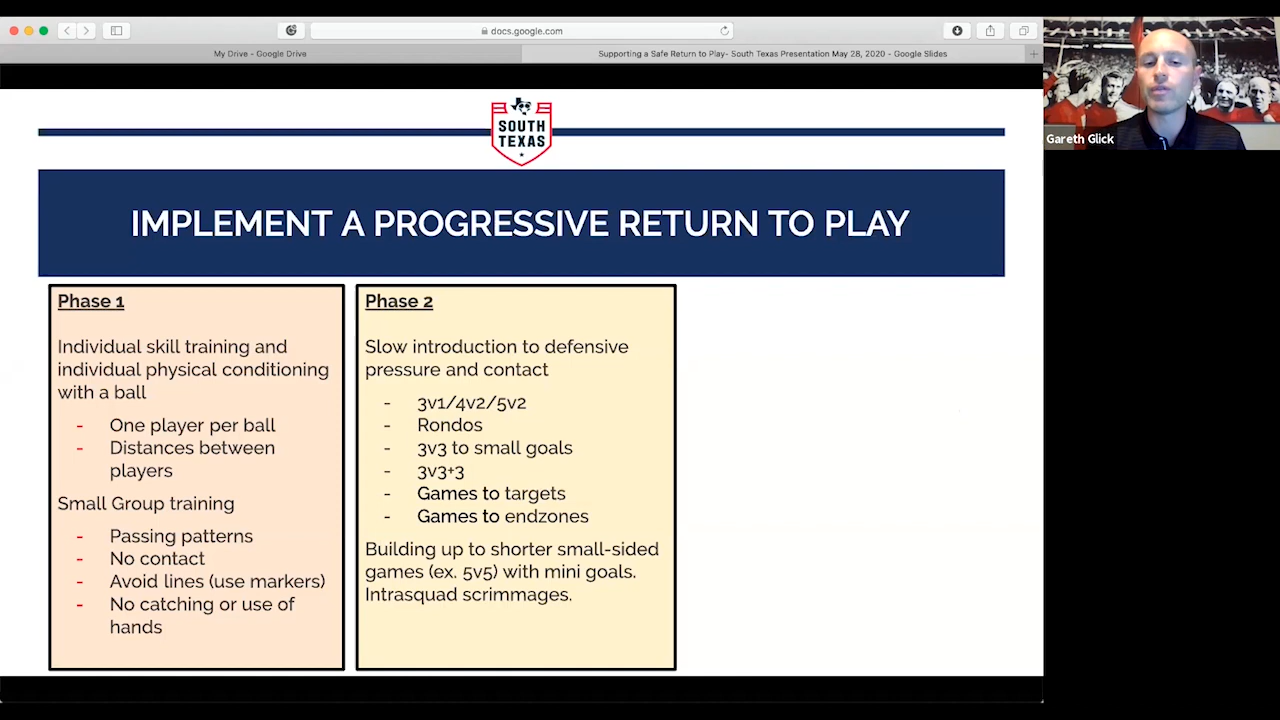 docs.google.com
My Drive - Google Drive
Supporting a Safe Return to Play- South Texas Presentation May 28, 2020 - Google Slides
SOUTH
TEXAS
Gareth Glick
IMPLEMENT A PROGRESSIVE RETURN TO PLAY
Phase 1
Individual skill training and
individual physical conditioning
with a ball
- One player per ball
- Distances between
players
Small Group training
- Passing patterns
- No contact
- Avoid lines (use markers)
- No catching or use of
hands
Phase 2
Slow introduction to defensive
pressure and contact
- 3v1/4v2/5v2
- Rondos
- 3v3 to small goals
- 3v3+3
- Games to targets
- Games to endzones
Building up to shorter small-sided
games (ex. 5v5) with mini goals.
Intrasquad scrimmages.